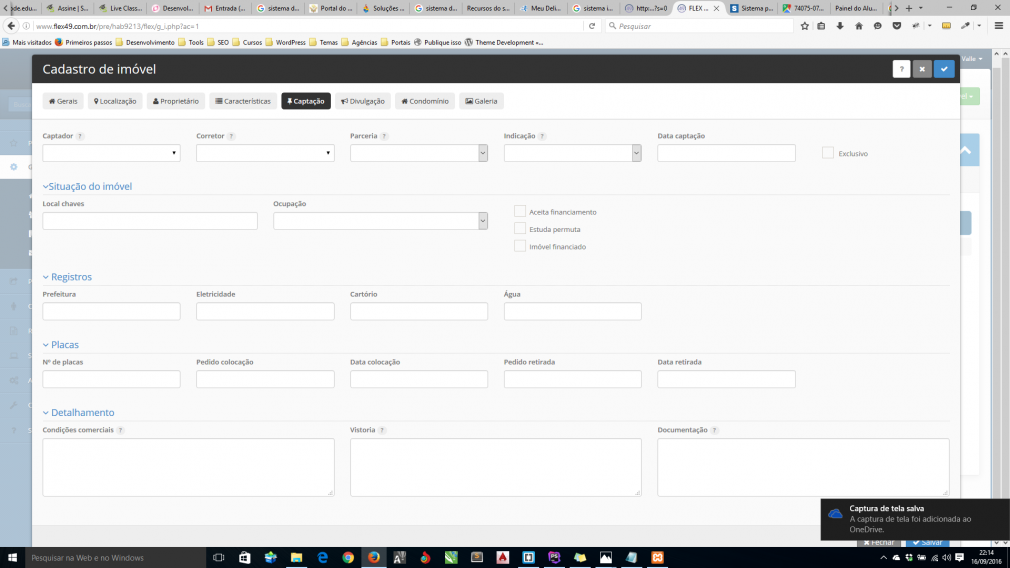 jde.edu...
Assine | S...
Live Class...
Desenvol...
Entrada (...
sistema d...
Portal do ...
Soluções ...
sistema d...
Recursos do s...
Meu Deli...
sistema i...
http:...?s=0
FLEX ...
Sistema p...
74075-07...
Painel do Alu...
www.flex49.com.br/pre/hab9213/flex/g_i.php?ac=1
Pesquisar
Mais visitados
Primeiros passos
Desenvolvimento
Tools
SEO
Cursos
WordPress
Temas
Agências
Portais
Publique isso
Theme Development «...
Cadastro de imóvel
?
Valle
Gerais
Localização
Proprietário
Características
Captação
Divulgação
Condomínio
Galeria
Captador ?
Corretor ?
Parceria ?
Indicação ?
Data captação
Exclusivo
Situação do imóvel
Local chaves
Ocupação
Aceita financiamento
Estuda permuta
Imóvel financiado
Registros
Prefeitura
Eletricidade
Cartório
Água
Placas
Nº de placas
Pedido colocação
Data colocação
Pedido retirada
Data retirada
Detalhamento
Condições comerciais ?
Vistoria ?
Documentação ?
Captura de tela salva
A captura de tela foi adicionada ao
OneDrive.
Fechar
Salvar
Pesquisar na Web e no Windows
22:14
16/09/2016